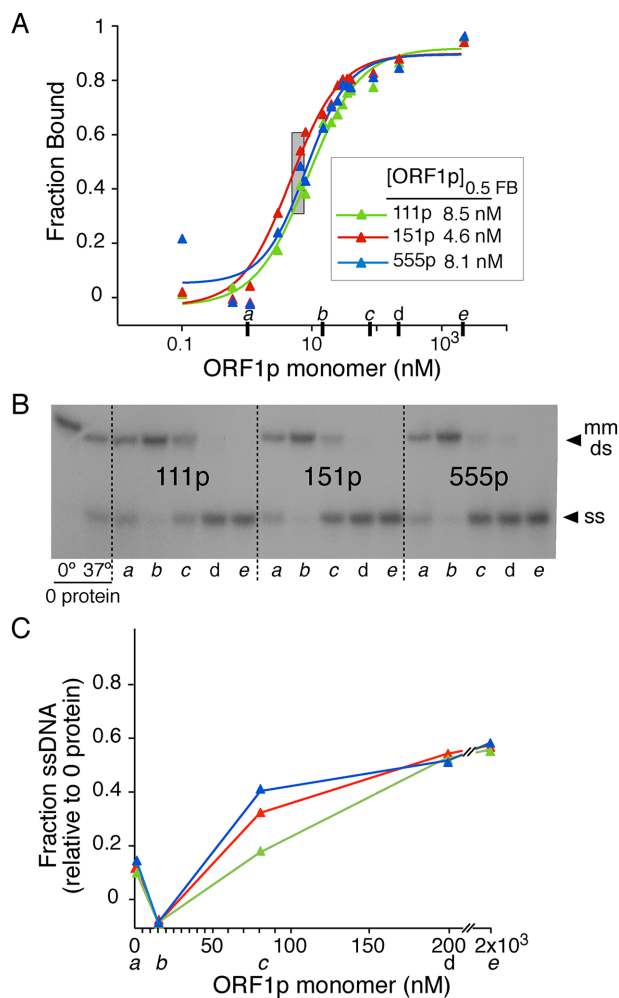 A
Fraction Bound
1
0.8
0.6
0.4
0.2
0
[ORF1p]0.5 FB
111p 8.5 nM
151p 4.6 nM
555p 8.1 nM
a b c d e
0.1 10 10³
ORF1p monomer (nM)
B
mm
ds
111p 151p 555p
ss
0° 37° a b c d e a b c d e a b c d e
0 protein
C
Fraction ssDNA
(relative to 0 protein)
0.8
0.6
0.4
0.2
0
0 50 100 150 200 2x10³
a b c d e
ORF1p monomer (nM)